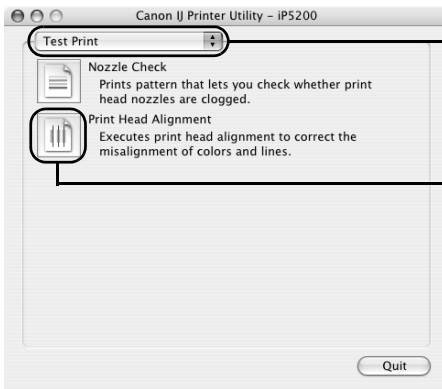 Canon IJ Printer Utility – iP5200
Test Print
Nozzle Check
Prints pattern that lets you check whether print
head nozzles are clogged.
Print Head Alignment
Executes print head alignment to correct the
misalignment of colors and lines.
Quit